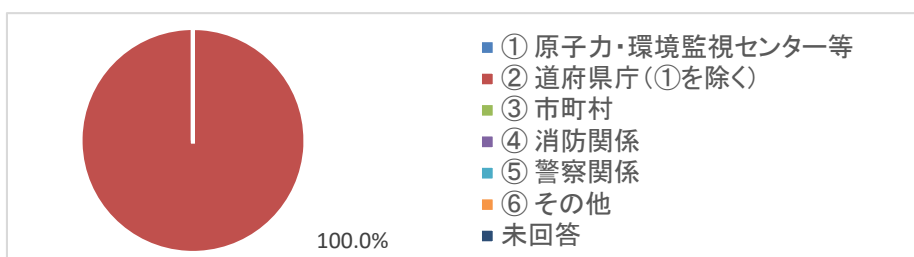 ① 原子力・環境監視センター等
② 道府県庁（①を除く）
③ 市町村
④ 消防関係
⑤ 警察関係
⑥ その他
未回答
100.0%